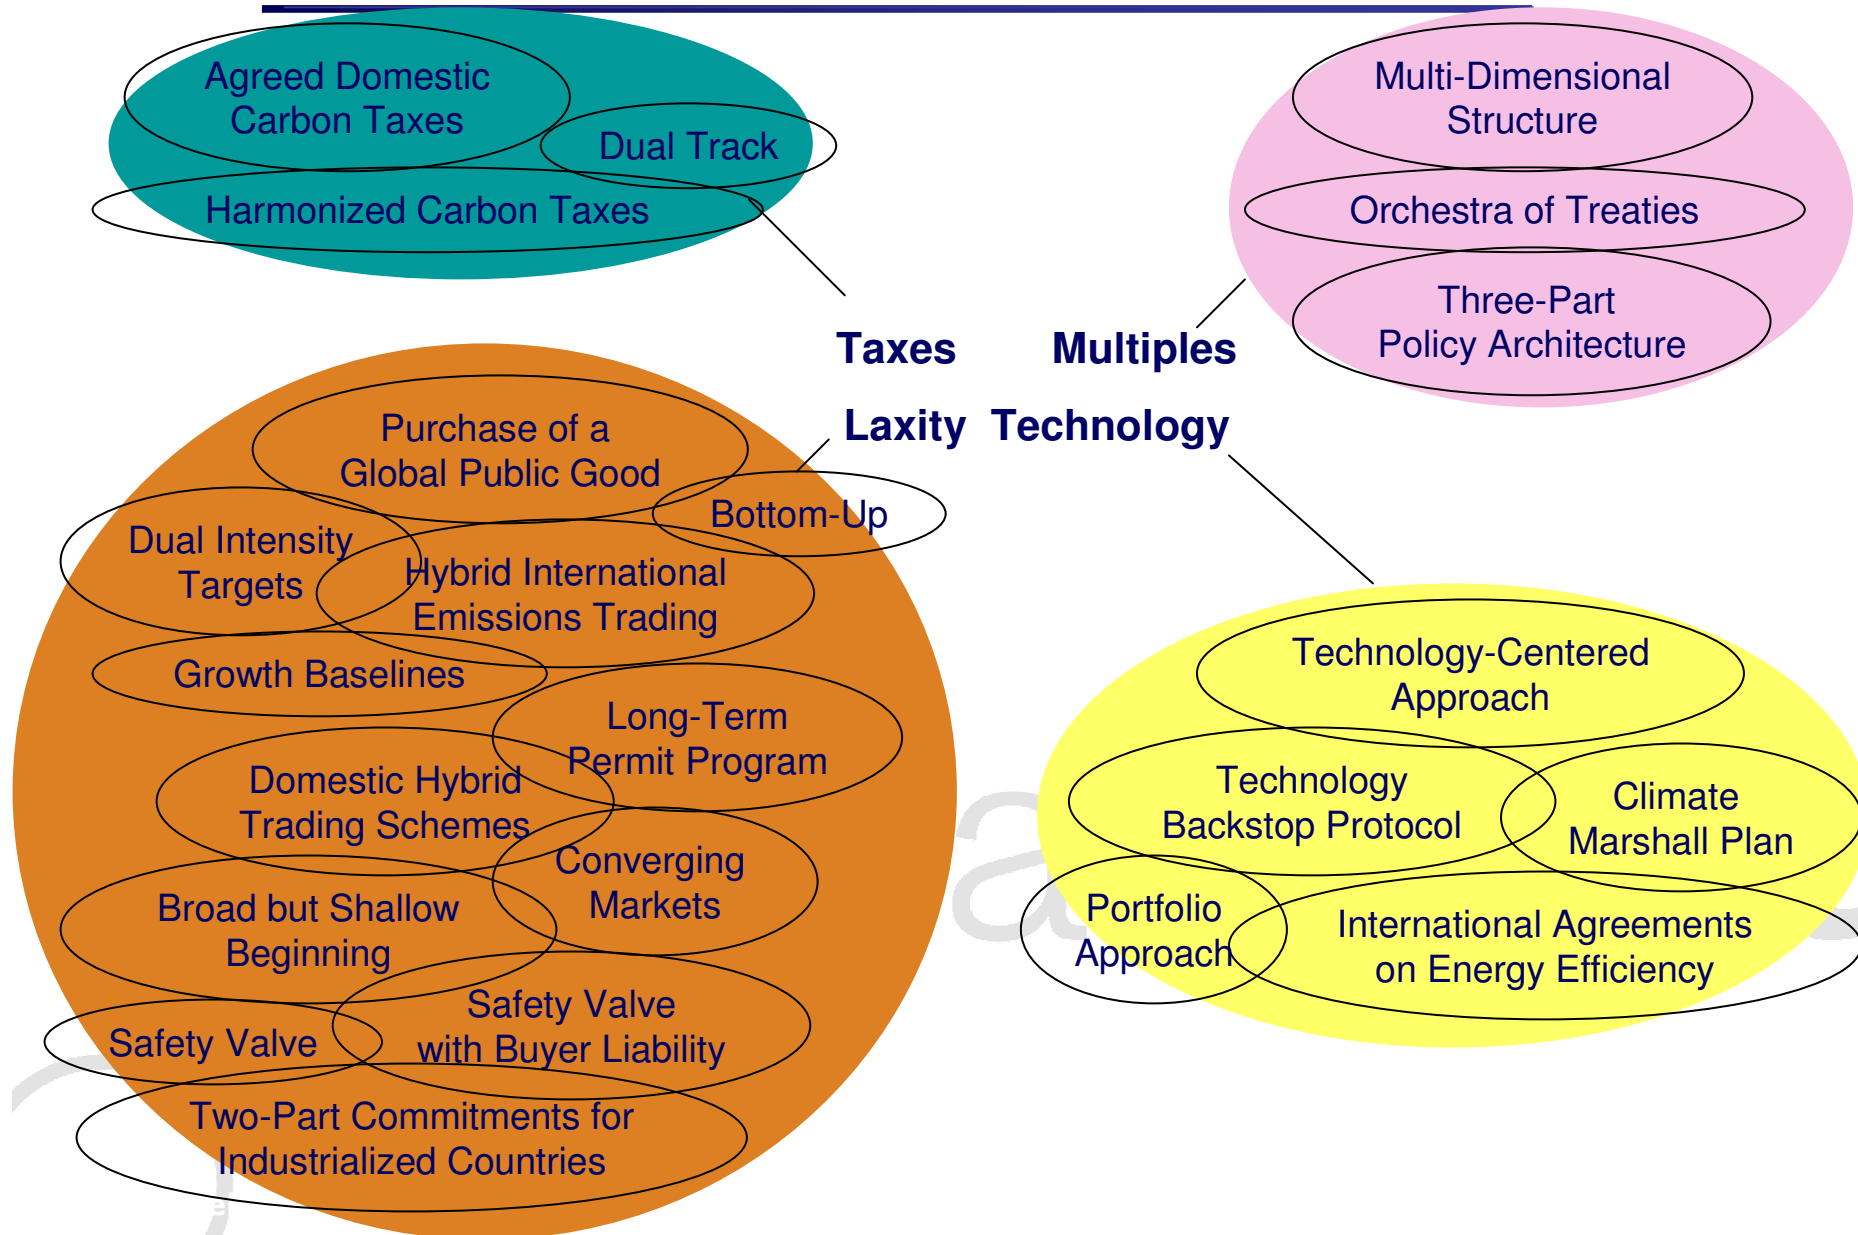 Agreed Domestic
Carbon Taxes
Dual Track
Harmonized Carbon Taxes
Multi-Dimensional
Structure
Orchestra of Treaties
Three-Part
Policy Architecture
Taxes Multiples
Laxity Technology
Purchase of a
Global Public Good
Bottom-Up
Dual Intensity
Targets
Hybrid International
Emissions Trading
Growth Baselines
Long-Term
Permit Program
Domestic Hybrid
Trading Schemes
Converging
Markets
Broad but Shallow
Beginning
Safety Valve
with Buyer Liability
Safety Valve
Two-Part Commitments for
Industrialized Countries
Technology-Centered
Approach
Technology
Backstop Protocol
Climate
Marshall Plan
Portfolio
Approach
International Agreements
on Energy Efficiency